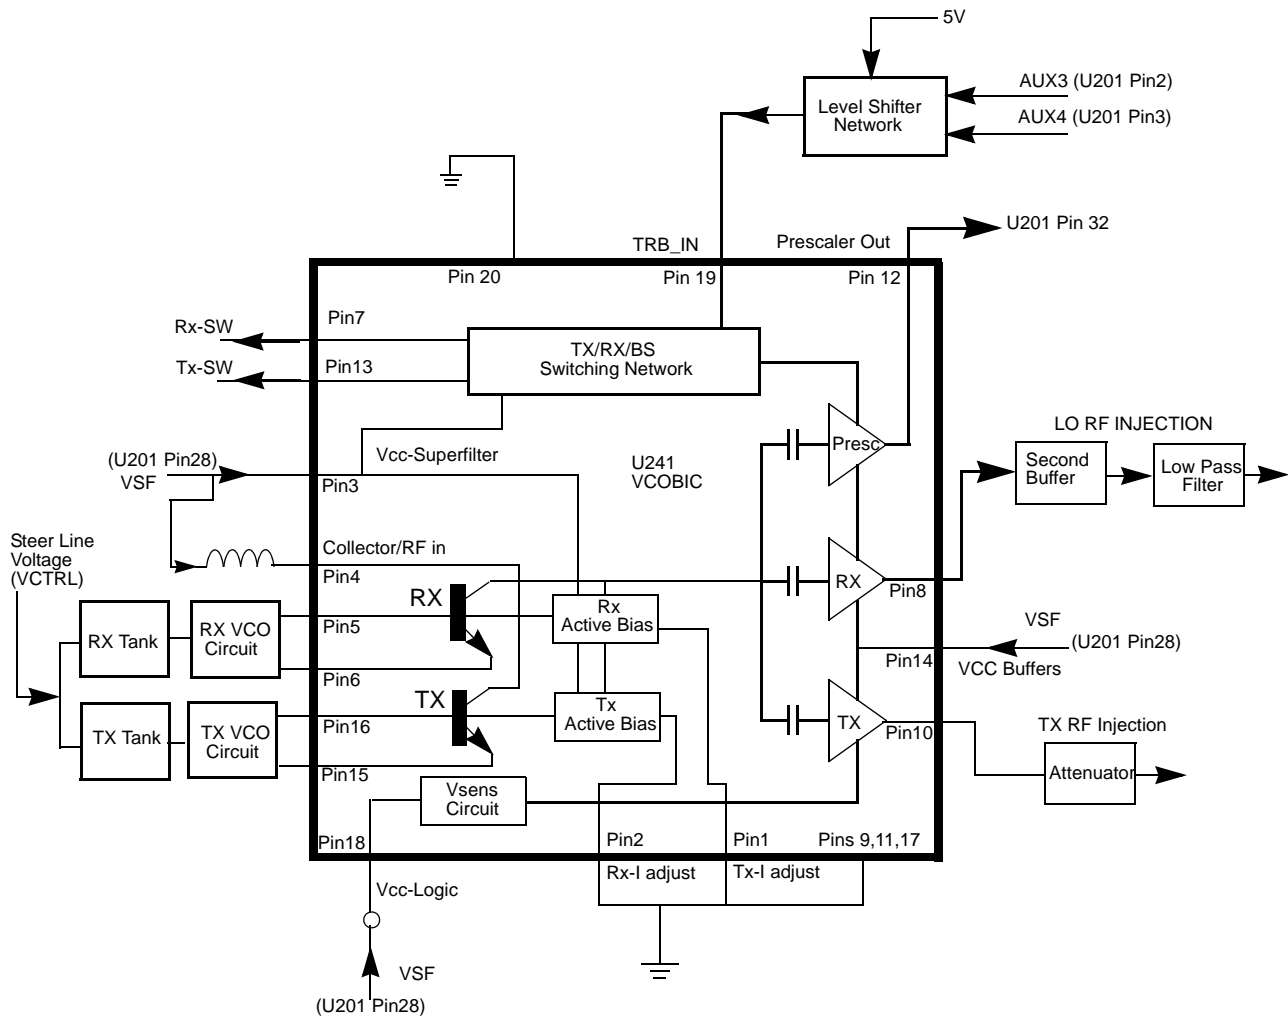 5V
AUX3 (U201 Pin2)
Level Shifter
Network
AUX4 (U201 Pin3)
U201 Pin 32
TRB_IN
Prescaler Out
Pin 20
Pin 19
Pin 12
Pin7
Rx-SW
TX/RX/BS
Switching Network
Tx-SW
Pin13
Presc
LO RF INJECTION
(U201 Pin28)
VSF
Vcc-Superfilter
U241
VCOBIC
Second
Buffer
Low Pass
Filter
Pin3
Steer Line
Voltage
(VCTRL)
Collector/RF in
Pin4
RX
Rx
Active Bias
RX
Pin8
RX Tank
RX VCO
Circuit
Pin5
VSF
(U201 Pin28)
Pin14
VCC Buffers
Pin6
TX
Tx
Active Bias
TX
Pin10
TX RF Injection
TX Tank
TX VCO
Circuit
Pin16
Attenuator
Pin15
Vsens
Circuit
Pin18
Pin2
Pin1
Pins 9,11,17
Rx-I adjust
Tx-I adjust
Vcc-Logic
VSF
(U201 Pin28)